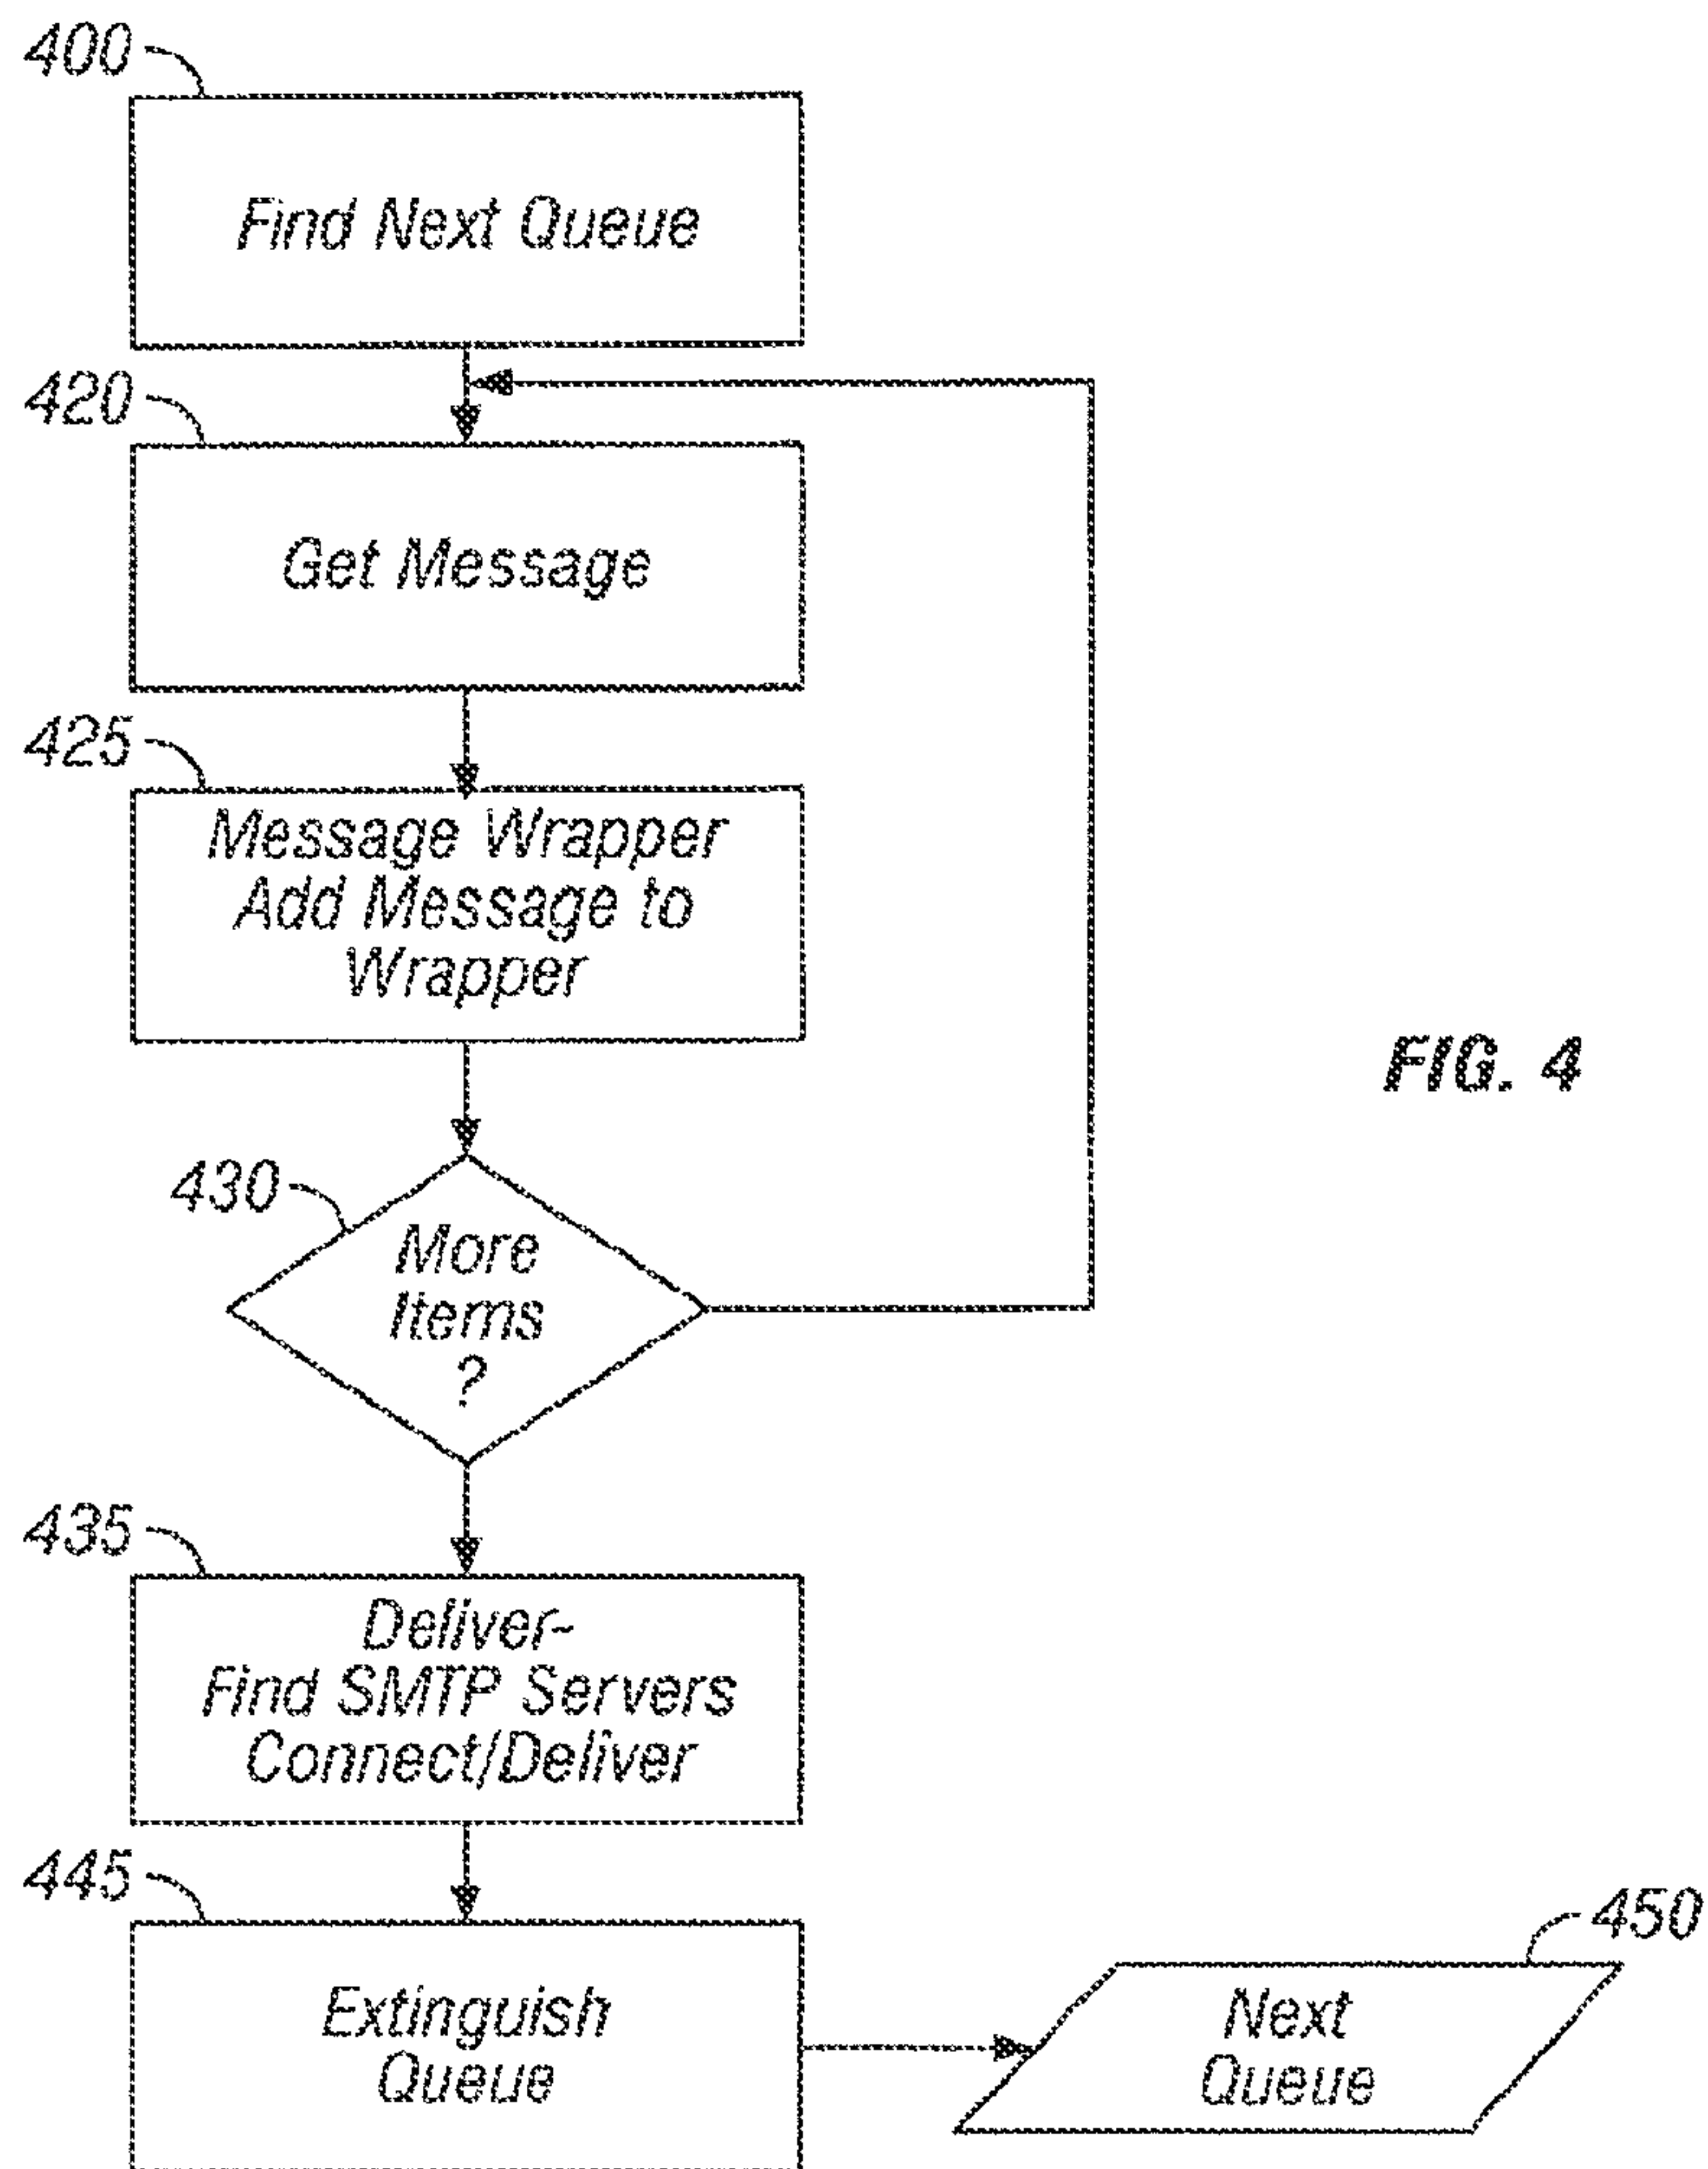 400
Find Next Queue
420
Get Message
425
Message Wrapper
Add Message to
Wrapper
FIG. 4
430
More
Items
?
435
Deliver-
Find SMTP Servers
Connect/Deliver
445
Extinguish
Queue
450
Next
Queue